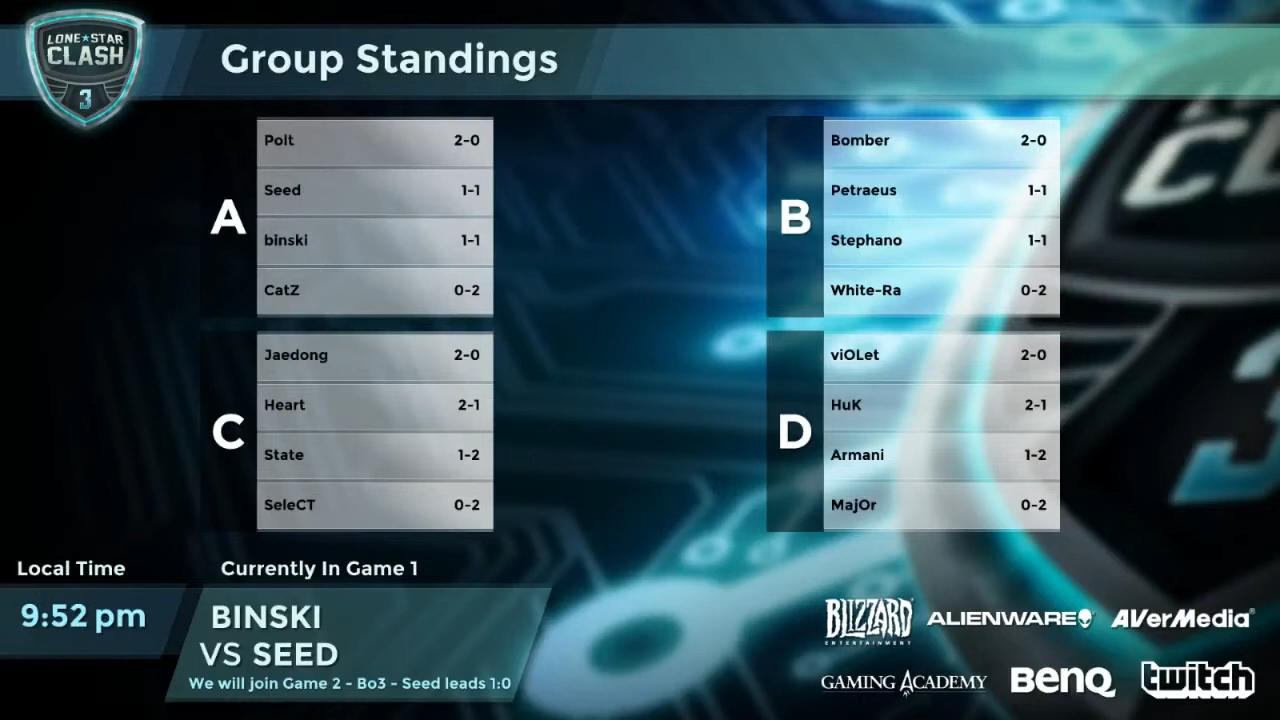 LONE★STAR
CLASH
3
Group Standings
A
Polt 2-0
Seed 1-1
binski 1-1
CatZ 0-2
B
Bomber 2-0
Petraeus 1-1
Stephano 1-1
White-Ra 0-2
C
Jaedong 2-0
Heart 2-1
State 1-2
SeleCT 0-2
D
viOLet 2-0
HuK 2-1
Armani 1-2
MajOr 0-2
Local Time
9:52 pm
Currently In Game 1
BINSKI
VS SEED
We will join Game 2 - Bo3 - Seed leads 1:0
BLIZZARD
ENTERTAINMENT
ALIENWARE
AVerMedia®
GAMING ACADEMY
BenQ
twitch